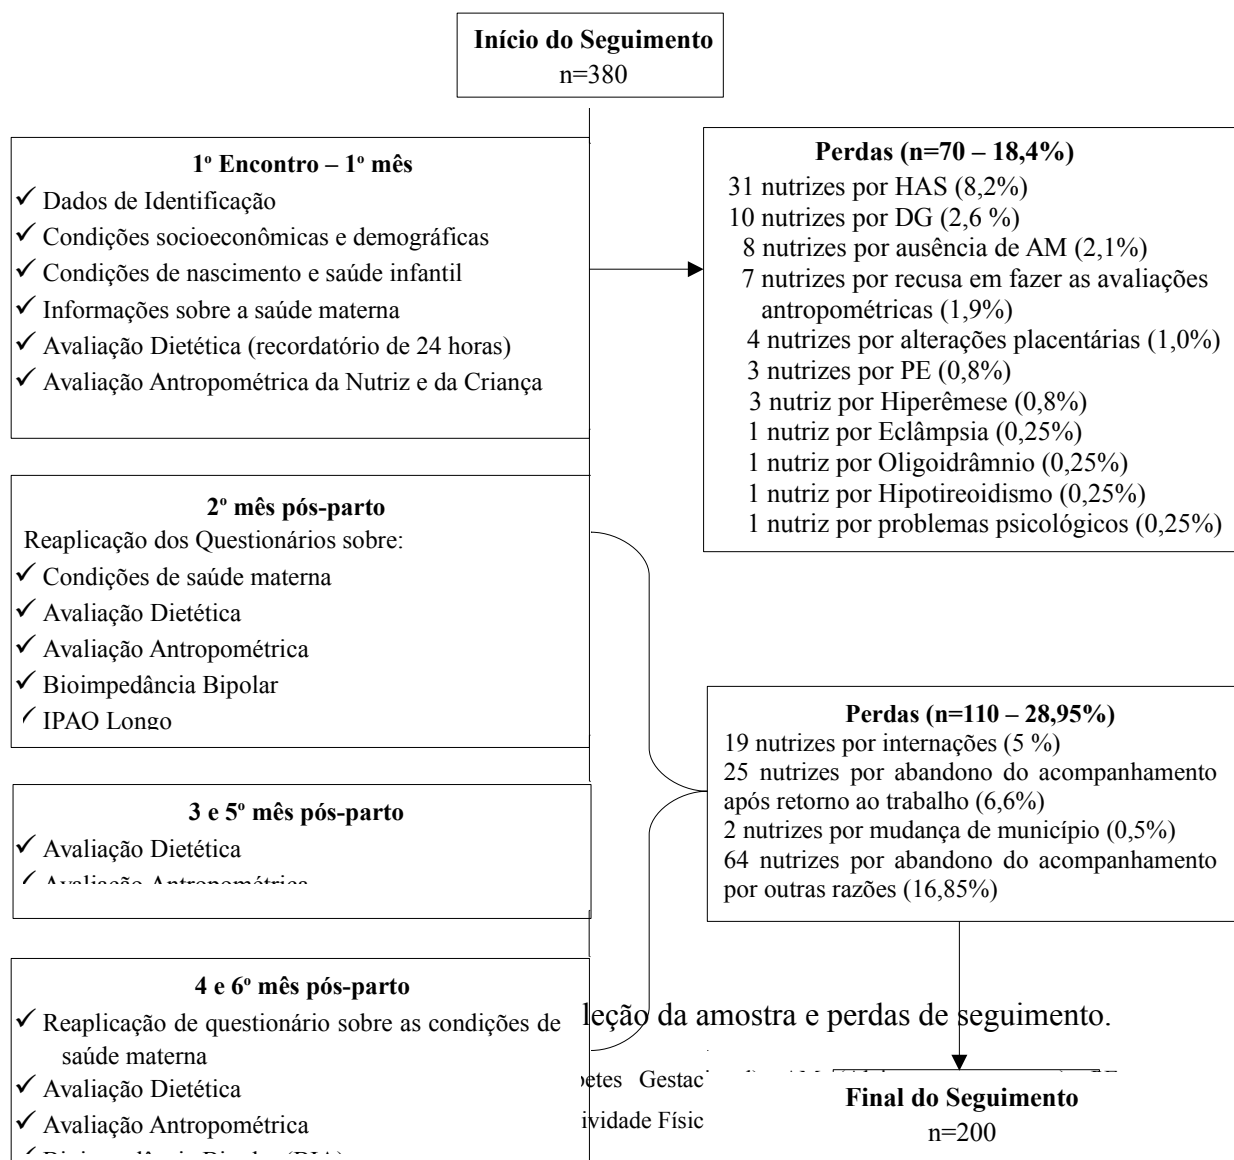 Início do Seguimento
n=380
1º Encontro – 1º mês
✓ Dados de Identificação
✓ Condições socioeconômicas e demográficas
✓ Condições de nascimento e saúde infantil
✓ Informações sobre a saúde materna
✓ Avaliação Dietética (recordatório de 24 horas)
✓ Avaliação Antropométrica da Nutriz e da Criança
Perdas (n=70 – 18,4%)
31 nutrizes por HAS (8,2%)
10 nutrizes por DG (2,6 %)
8 nutrizes por ausência de AM (2,1%)
7 nutrizes por recusa em fazer as avaliações
antropométricas (1,9%)
4 nutrizes por alterações placentárias (1,0%)
3 nutrizes por PE (0,8%)
3 nutriz por Hiperêmese (0,8%)
1 nutriz por Eclâmpsia (0,25%)
1 nutriz por Oligoidrâmnio (0,25%)
1 nutriz por Hipotireoidismo (0,25%)
1 nutriz por problemas psicológicos (0,25%)
2º mês pós-parto
Reaplicação dos Questionários sobre:
✓ Condições de saúde materna
✓ Avaliação Dietética
✓ Avaliação Antropométrica
✓ Bioimpedância Bipolar
✓ IPAQ Longo
Perdas (n=110 – 28,95%)
19 nutrizes por internações (5 %)
25 nutrizes por abandono do acompanhamento
após retorno ao trabalho (6,6%)
2 nutrizes por mudança de município (0,5%)
64 nutrizes por abandono do acompanhamento
por outras razões (16,85%)
3 e 5º mês pós-parto
✓ Avaliação Dietética
✓ Avaliação Antropométrica
4 e 6º mês pós-parto
✓ Reaplicação de questionário sobre as condições de
saúde materna
✓ Avaliação Dietética
✓ Avaliação Antropométrica
leção da amostra e perdas de seguimento.
betes Gestac
ividade Físic
Final do Seguimento
n=200